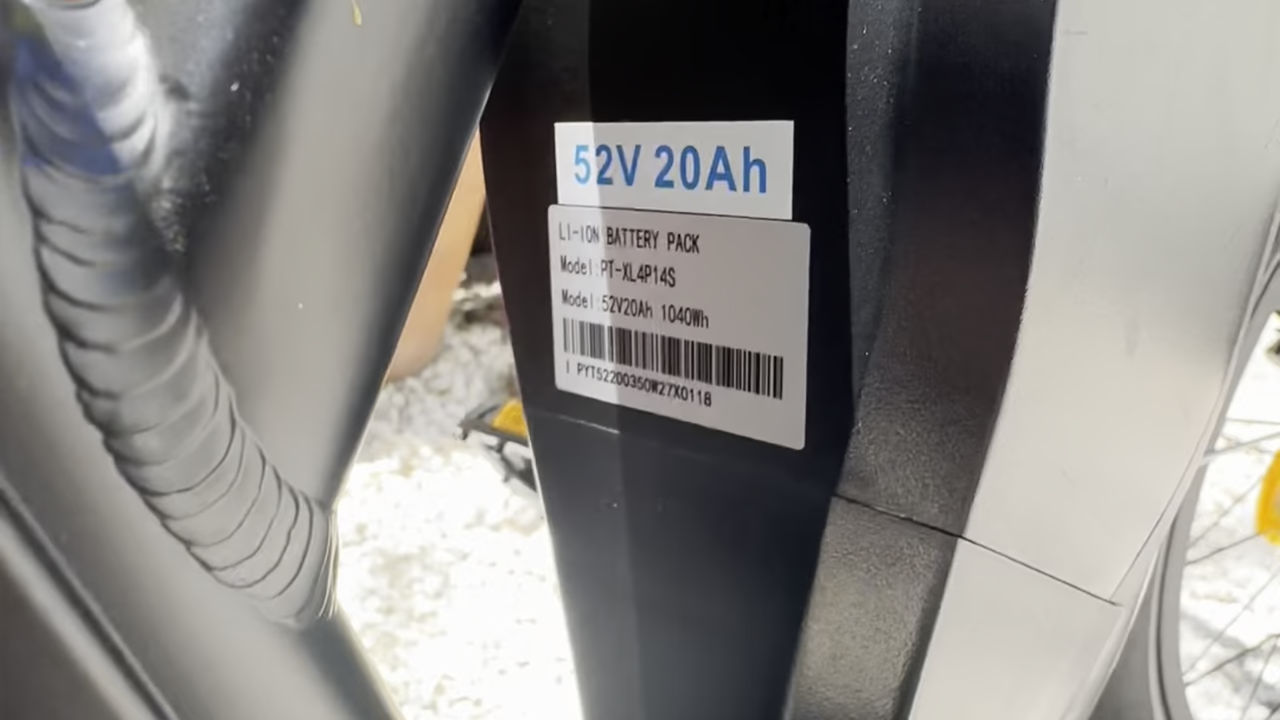 52V 20Ah
LI-ION BATTERY PACK
Model:PT-XL4P14S
Model:52V20Ah 1040Wh
I PYT52200350W27X0118